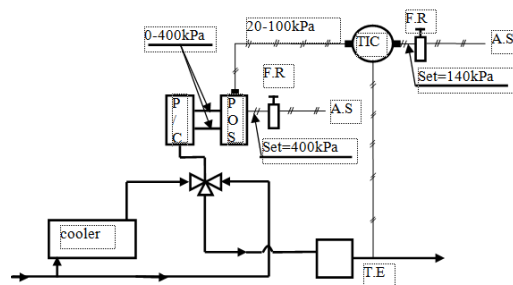 0-400kPa
20-100kPa
F.R
TIC
A.S
F.R
Set=140kPa
P
/
C
P
O
S
A.S
Set=400kPa
cooler
T.E